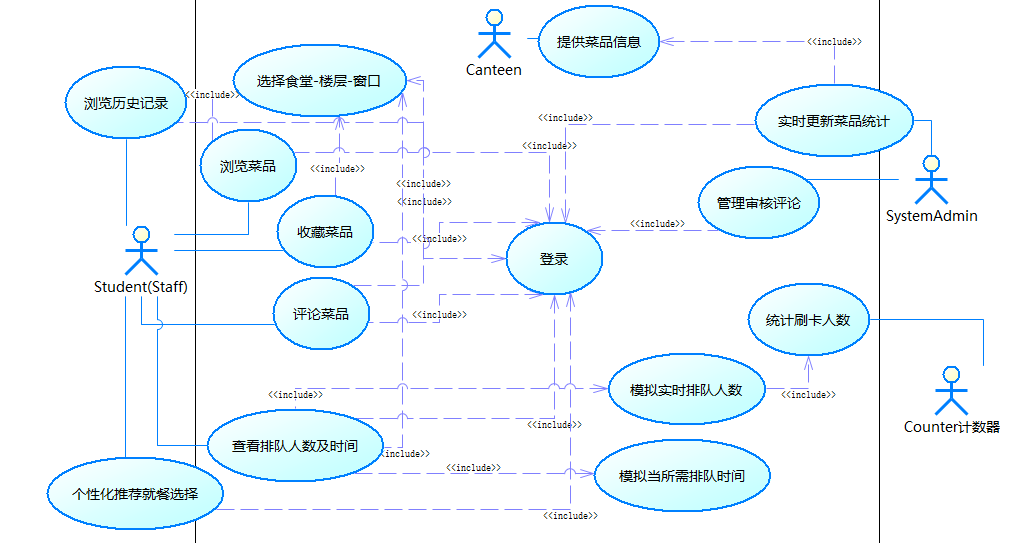 提供菜品信息
<<include>>
Canteen
选择食堂-楼层-窗口
<<include>>
浏览历史记录
<<include>>
实时更新菜品统计
<<include>>
浏览菜品
<<include>>
<<include>>
<<include>>
管理审核评论
SystemAdmin
<<include>>
收藏菜品
<<include>>
登录
Student(Staff)
评论菜品
<<include>>
统计刷卡人数
模拟实时排队人数
<<include>>
<<include>>
<<include>>
Counter计数器
查看排队人数及时间
<<include>>
<<include>>
模拟当所需排队时间
个性化推荐就餐选择
<<include>>